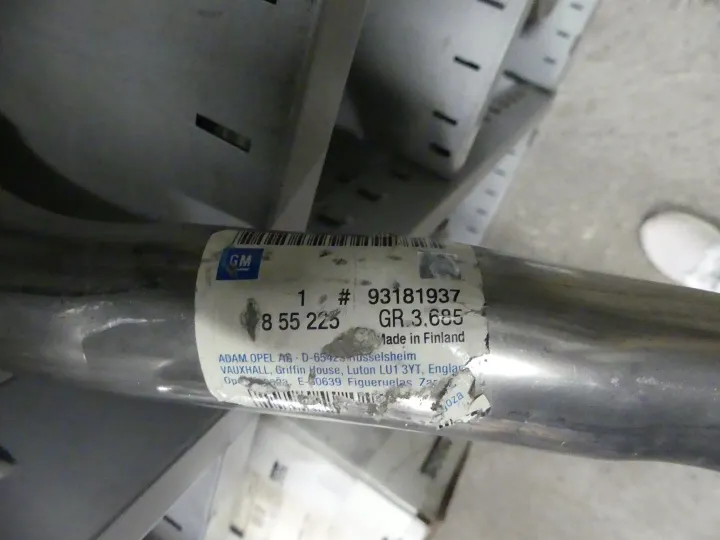 GM
1 # 93181937
8 55 225 GR.3.685
Made in Finland
ADAM OPEL AG · D-65423 Rüsselsheim
VAUXHALL, Griffin House, Luton LU1 3YT, England
E-50639 Figueruelas